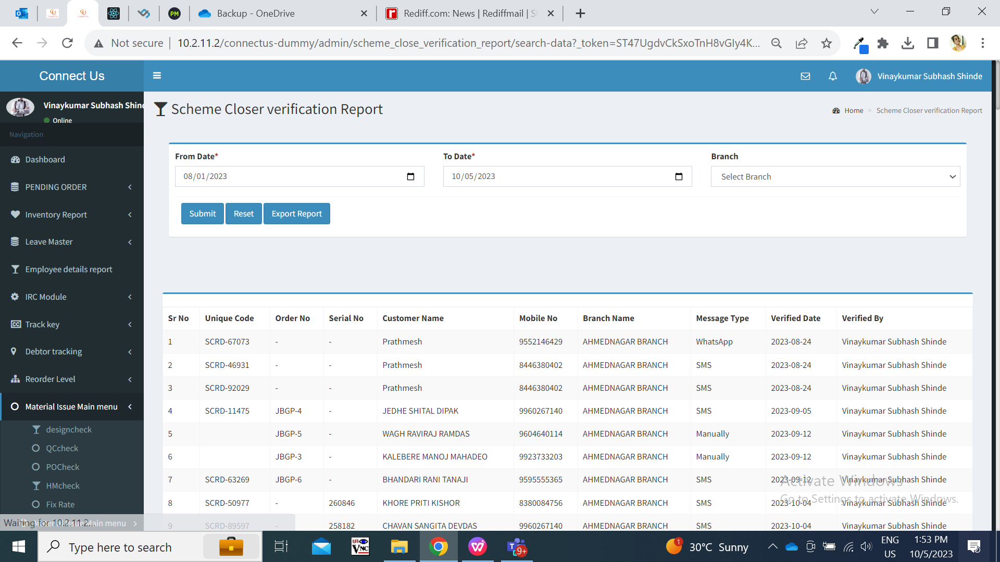 Backup - OneDrive
Rediff.com: News | Rediffmail |
Not secure
10.2.11.2/connectus-dummy/admin/scheme_close_verification_report/search-data?_token=ST47UgdvCkSxoTnH8vGIy4K...
Connect Us
Vinaykumar Subhash Shinde
Vinaykumar Subhash Shind
Online
Scheme Closer verification Report
Home > Scheme Closer verification Report
Navigation
Dashboard
PENDING ORDER
Inventory Report
Leave Master
Employee details report
IRC Module
Track key
Debtor tracking
Reorder Level
Material Issue Main menu
designcheck
QCcheck
POCheck
HMcheck
Fix Rate
Material Issue Main menu
Waiting for 10.2.11.2...
From Date* To Date* Branch
08/01/2023 10/05/2023 Select Branch
Submit Reset Export Report
Sr No Unique Code Order No Serial No Customer Name Mobile No Branch Name Message Type Verified Date Verified By
1 SCRD-67073 - - Prathmesh 9552146429 AHMEDNAGAR BRANCH WhatsApp 2023-08-24 Vinaykumar Subhash Shinde
2 SCRD-46931 - - Prathmesh 8446380402 AHMEDNAGAR BRANCH SMS 2023-08-24 Vinaykumar Subhash Shinde
3 SCRD-92029 - - Prathmesh 8446380402 AHMEDNAGAR BRANCH SMS 2023-08-24 Vinaykumar Subhash Shinde
4 SCRD-11475 JBGP-4 - JEDHE SHITAL DIPAK 9960267140 AHMEDNAGAR BRANCH SMS 2023-09-05 Vinaykumar Subhash Shinde
5 JBGP-5 - WAGH RAVIRAJ RAMDAS 9604640114 AHMEDNAGAR BRANCH Manually 2023-09-12 Vinaykumar Subhash Shinde
6 JBGP-3 - KALEBERE MANOJ MAHADEO 9923733203 AHMEDNAGAR BRANCH Manually 2023-09-12 Vinaykumar Subhash Shinde
7 SCRD-63269 JBGP-6 - BHANDARI RANI TANAJI 9595555365 AHMEDNAGAR BRANCH SMS 2023-09-12 Vinaykumar Subhash Shinde
8 SCRD-50977 - 260846 KHORE PRITI KISHOR 8380084756 AHMEDNAGAR BRANCH SMS 2023-10-04 Vinaykumar Subhash Shinde
9 SCRD-89597 - 258182 CHAVAN SANGITA DEVDAS 9960267140 AHMEDNAGAR BRANCH SMS 2023-10-04 Vinaykumar Subhash Shinde
Activate Windows
Go to Settings to activate Windows.
Type here to search
VNC
9+
1
30°C Sunny
ENG
US
1:53 PM
10/5/2023
PM